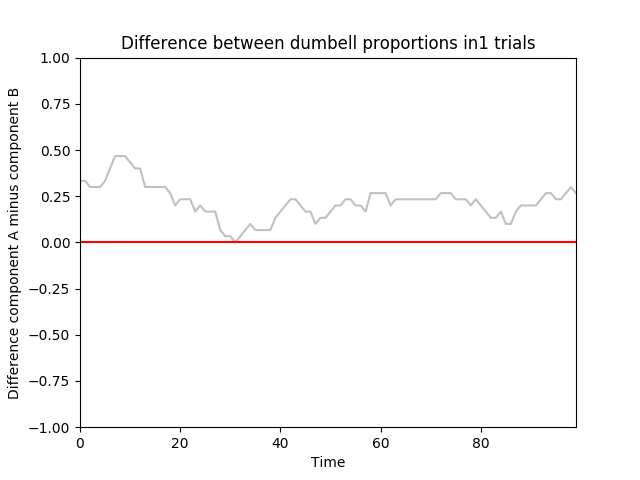 Difference between dumbell proportions in1 trials
Difference component A minus component B
1.00
0.75
0.50
0.25
0.00
−0.25
−0.50
−0.75
−1.00
0 20 40 60 80
Time